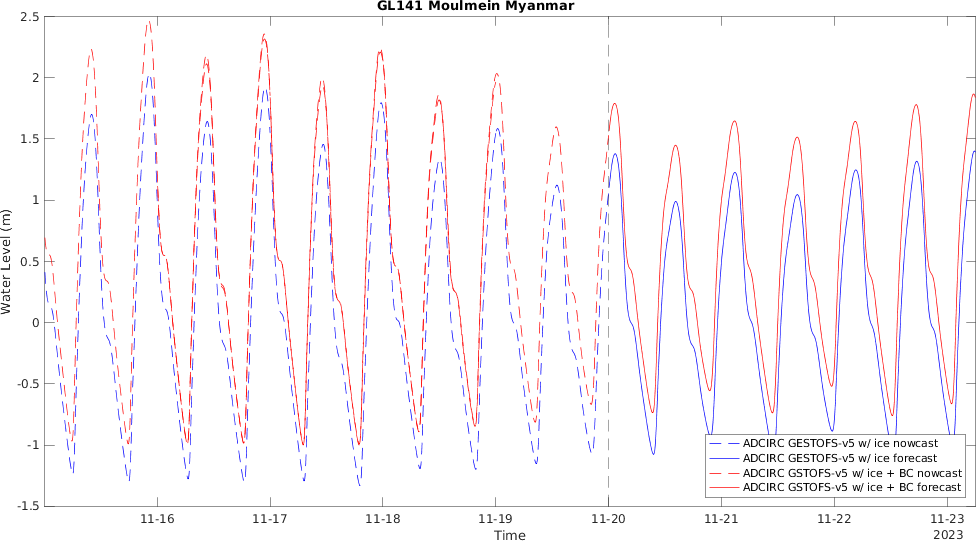 GL141 Moulmein Myanmar
2.5
2
1.5
1
0.5
0
-0.5
-1
-1.5
Water Level (m)
ADCIRC GESTOFS-v5 w/ ice nowcast
ADCIRC GESTOFS-v5 w/ ice forecast
ADCIRC GSTOFS-v5 w/ ice + BC nowcast
ADCIRC GSTOFS-v5 w/ ice + BC forecast
11-16 11-17 11-18 11-19 11-20 11-21 11-22 11-23
Time
2023